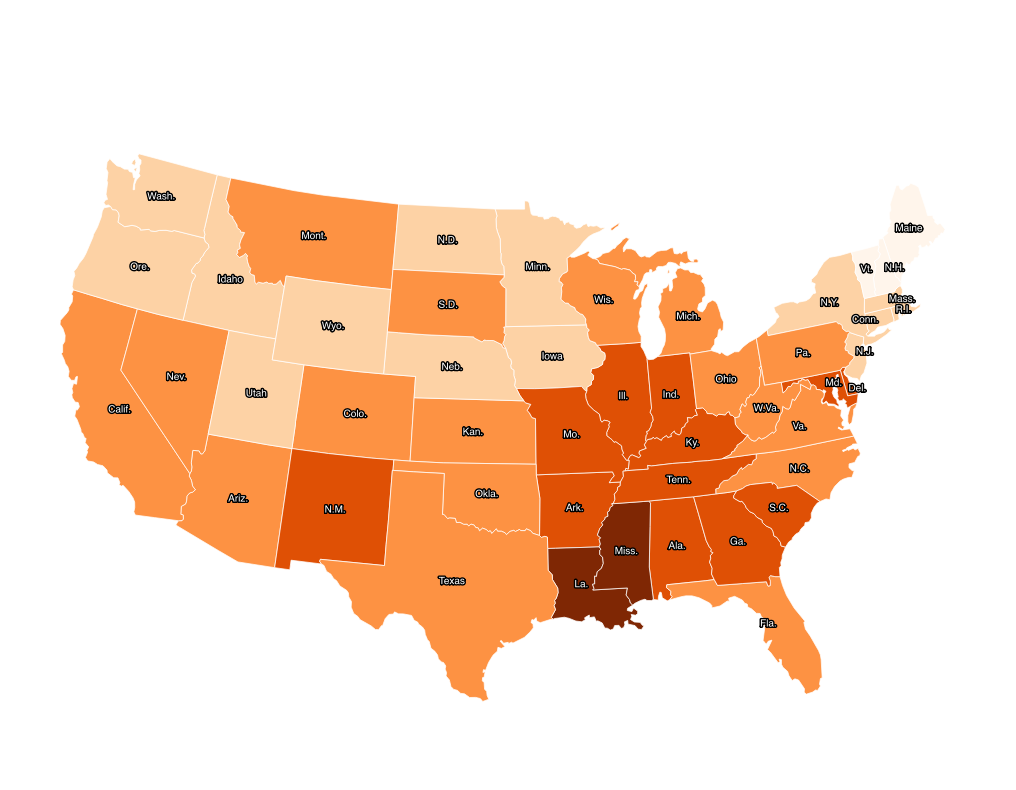 Maine
Wash.
Mont.
N.D.
Minn.
Vt.
N.H.
Ore.
Idaho
S.D.
Wis.
Mich.
N.Y.
Mass.
R.I.
Conn.
Wyo.
Iowa
Neb.
Pa.
N.J.
Nev.
Utah
Ohio
Md.
Del.
Calif.
Colo.
Ill.
Ind.
W.Va.
Va.
Kan.
Mo.
Ky.
N.C.
Tenn.
Ariz.
Okla.
N.M.
Ark.
S.C.
Miss.
Ala.
Ga.
Texas
La.
Fla.